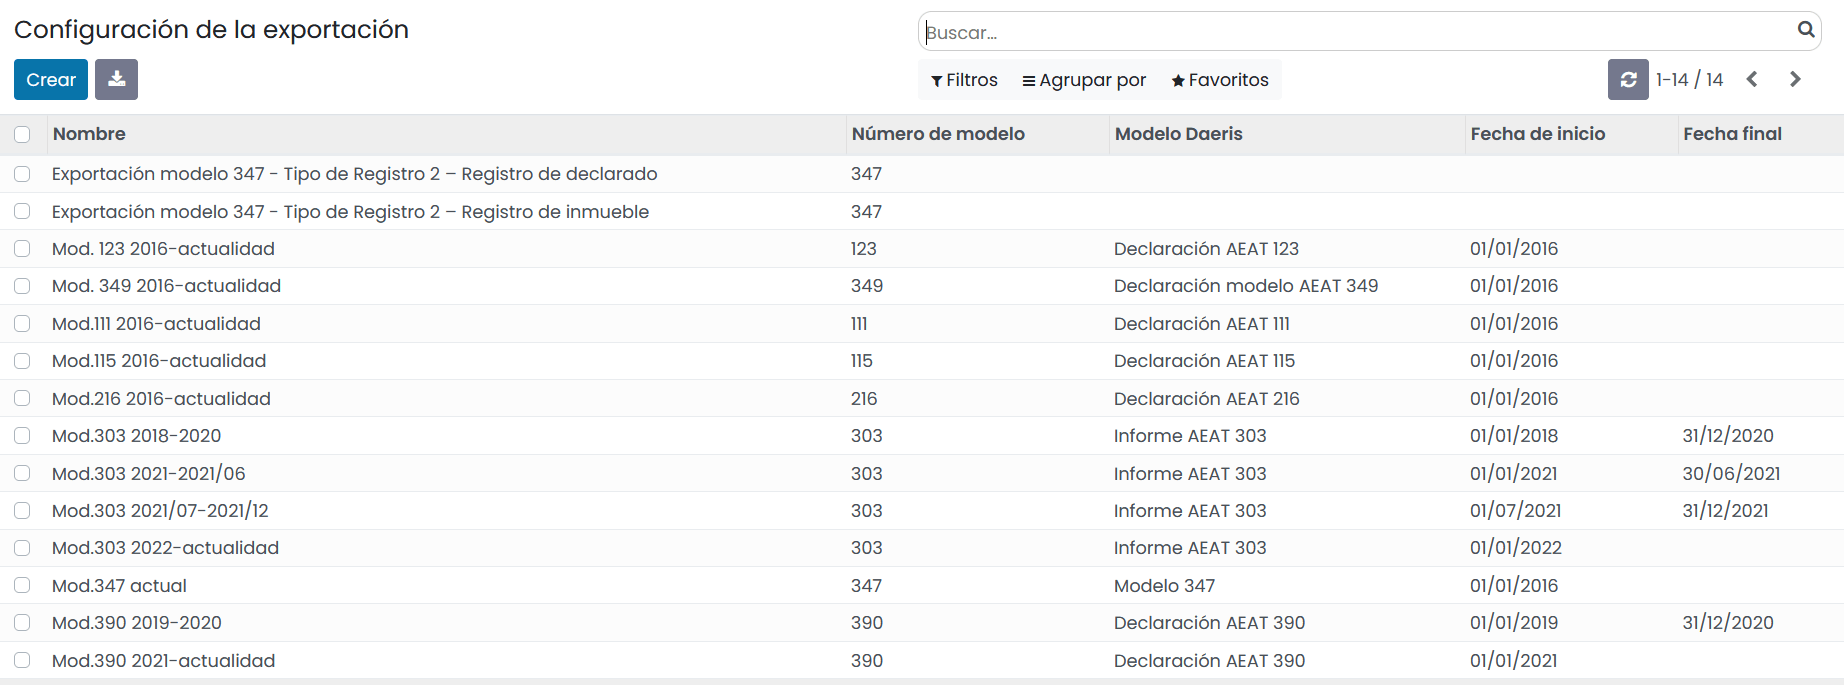 Configuración de la exportación
Buscar...
Crear
Filtros Agrupar por Favoritos 1-14 / 14
Nombre Número de modelo Modelo Daeris Fecha de inicio Fecha final
Exportación modelo 347 - Tipo de Registro 2 – Registro de declarado 347
Exportación modelo 347 - Tipo de Registro 2 – Registro de inmueble 347
Mod. 123 2016-actualidad 123 Declaración AEAT 123 01/01/2016
Mod. 349 2016-actualidad 349 Declaración modelo AEAT 349 01/01/2016
Mod.111 2016-actualidad 111 Declaración AEAT 111 01/01/2016
Mod.115 2016-actualidad 115 Declaración AEAT 115 01/01/2016
Mod.216 2016-actualidad 216 Declaración AEAT 216 01/01/2016
Mod.303 2018-2020 303 Informe AEAT 303 01/01/2018 31/12/2020
Mod.303 2021-2021/06 303 Informe AEAT 303 01/01/2021 30/06/2021
Mod.303 2021/07-2021/12 303 Informe AEAT 303 01/07/2021 31/12/2021
Mod.303 2022-actualidad 303 Informe AEAT 303 01/01/2022
Mod.347 actual 347 Modelo 347 01/01/2016
Mod.390 2019-2020 390 Declaración AEAT 390 01/01/2019 31/12/2020
Mod.390 2021-actualidad 390 Declaración AEAT 390 01/01/2021